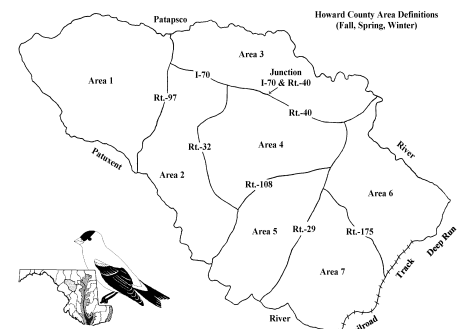 Howard County Area Definitions
(Fall, Spring, Winter)
Patapsco
Area 3
Area 1
I-70
Junction
I-70 & Rt.-40
Rt.-97
Rt.-40
River
Rt.-32
Area 4
Patuxent
Area 2
Rt.-108
Area 6
Area 5
Rt.-29
Rt.-175
Deep Run
Track
Area 7
River
ilroad